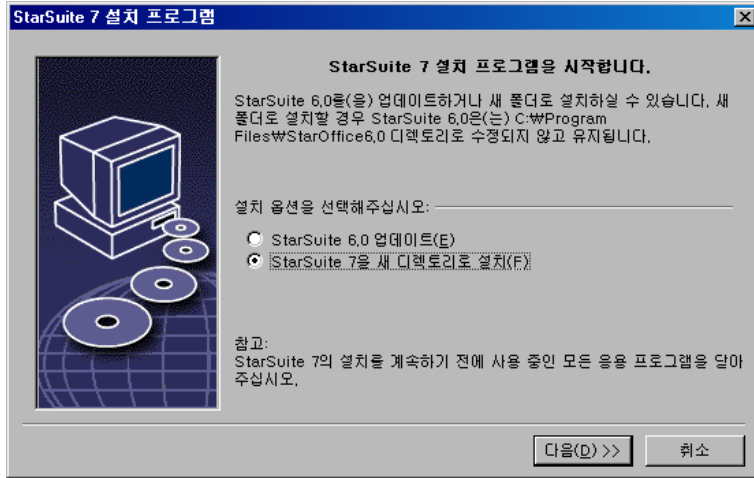 StarSuite 7 설치 프로그램
StarSuite 7 설치 프로그램을 시작합니다.
StarSuite 6.0를(을) 업데이트하거나 새 폴더로 설치하실 수 있습니다. 새
폴더로 설치할 경우 StarSuite 6.0은(는) C:₩Program
Files₩StarOffice6.0 디렉토리로 수정되지 않고 유지됩니다.
설치 옵션을 선택해주십시오:
StarSuite 6.0 업데이트(E)
StarSuite 7을 새 디렉토리로 설치(F)
참고:
StarSuite 7의 설치를 계속하기 전에 사용 중인 모든 응용 프로그램을 닫아
주십시오.
다음(D) >>
취소